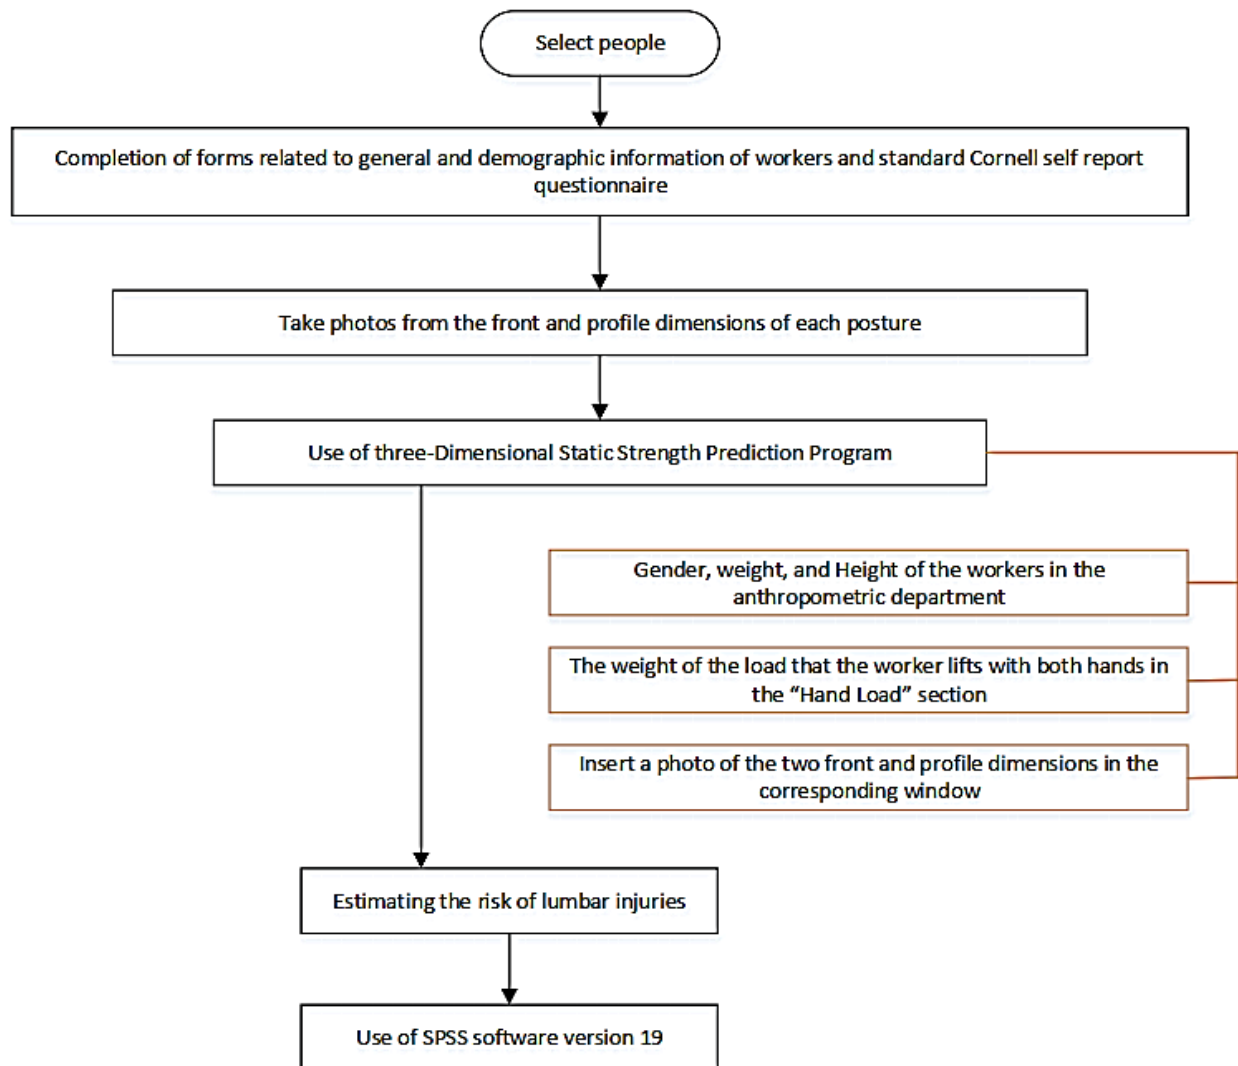 Select people
Completion of forms related to general and demographic information of workers and standard Cornell self report
questionnaire
Take photos from the front and profile dimensions of each posture
Use of three-Dimensional Static Strength Prediction Program
Gender, weight, and Height of the workers in the
anthropometric department
The weight of the load that the worker lifts with both hands in
the “Hand Load” section
Insert a photo of the two front and profile dimensions in the
corresponding window
Estimating the risk of lumbar injuries
Use of SPSS software version 19